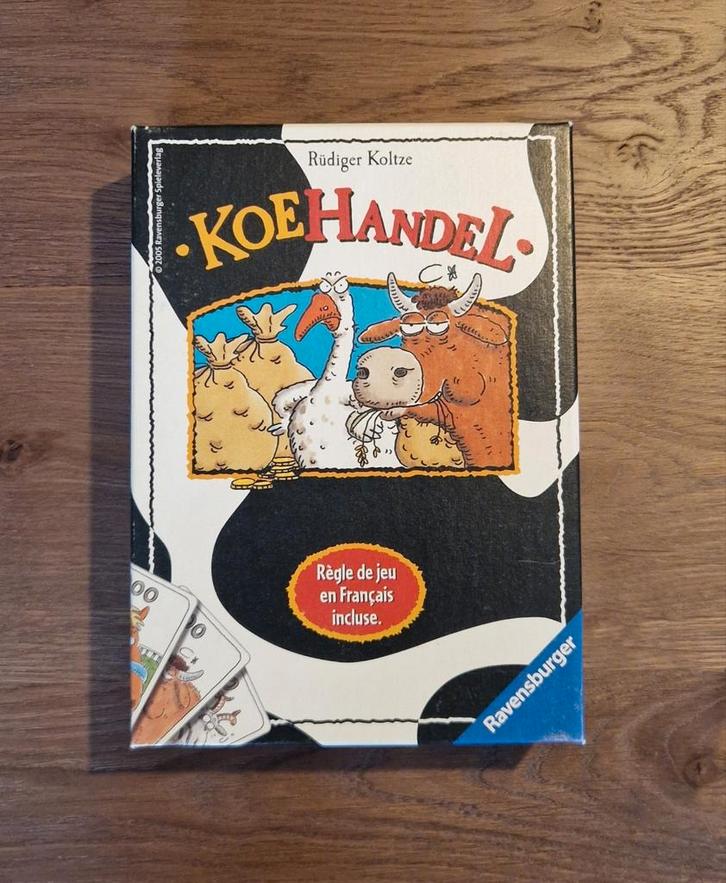 Rüdiger Koltze
© 2005 Ravensburger Spieleverlag
• KOEHANDEL •
Règle de jeu
en Français
incluse.
Ravensburger